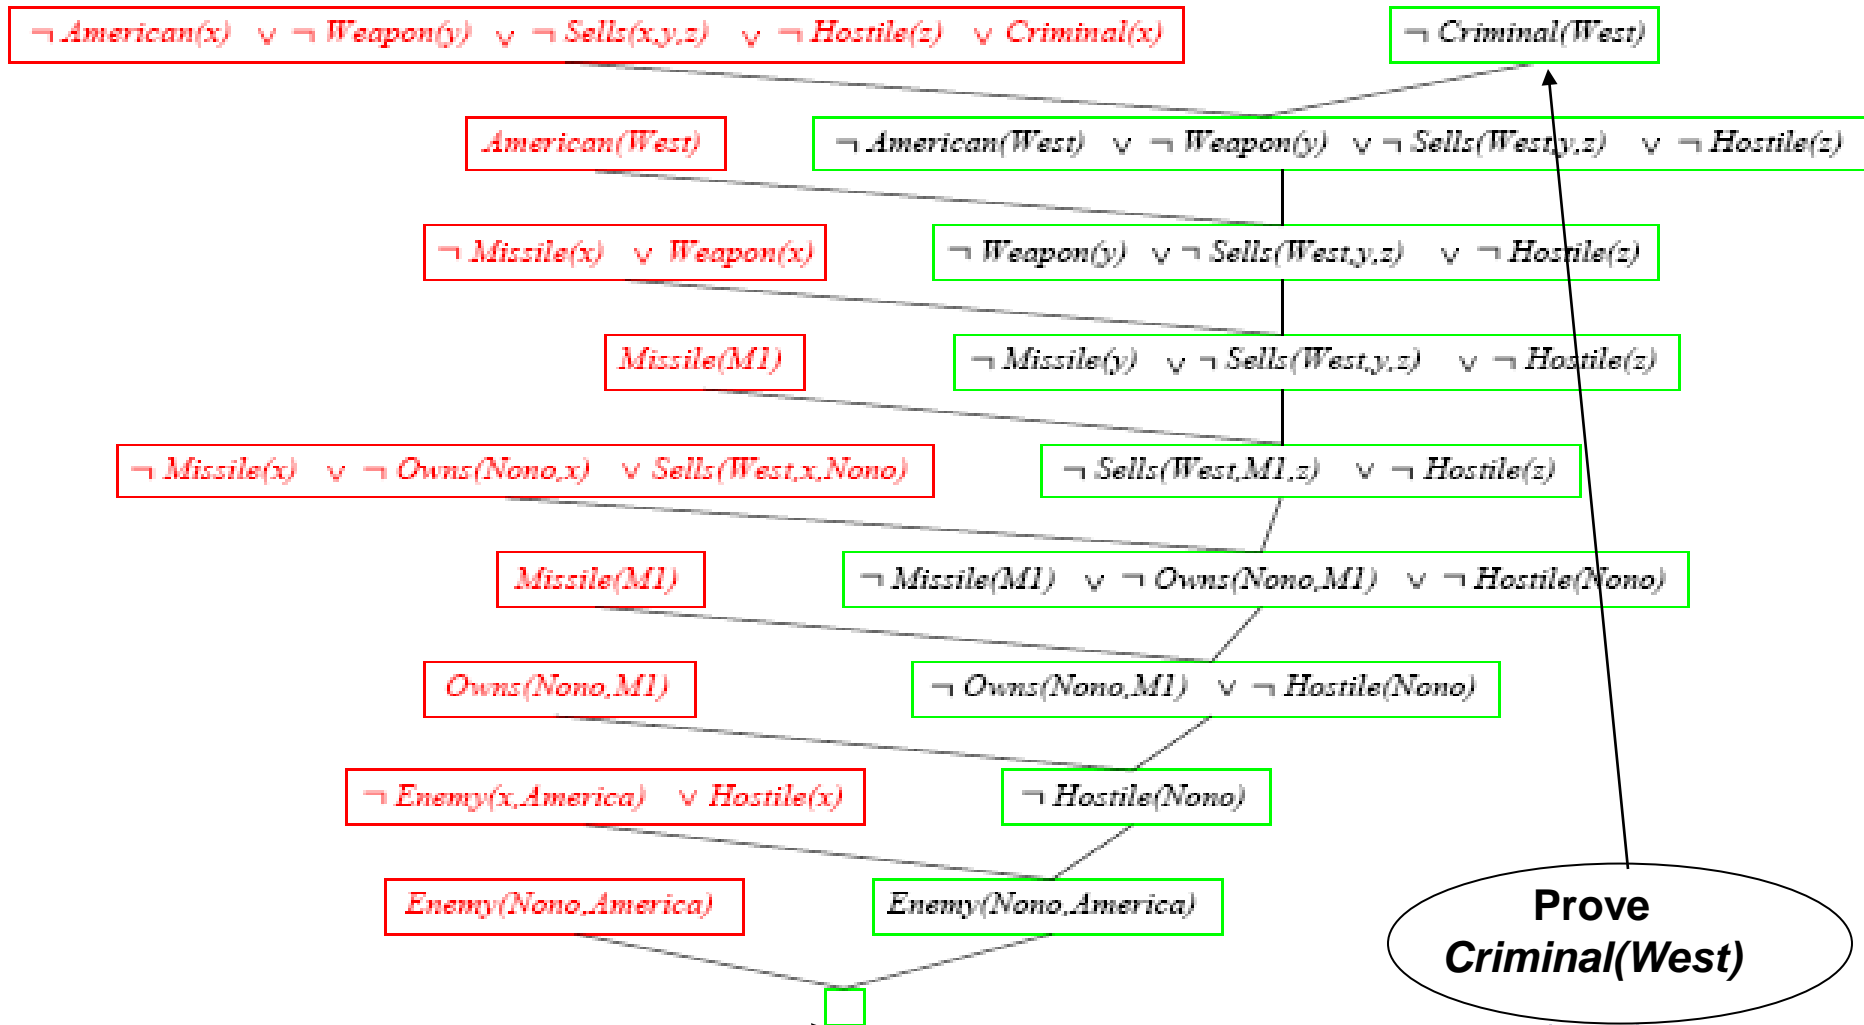 ¬ American(x) ∨ ¬ Weapon(y) ∨ ¬ Sells(x,y,z) ∨ ¬ Hostile(z) ∨ Criminal(x)
¬ Criminal(West)
American(West)
¬ American(West) ∨ ¬ Weapon(y) ∨ ¬ Sells(West,y,z) ∨ ¬ Hostile(z)
¬ Missile(x) ∨ Weapon(x)
¬ Weapon(y) ∨ ¬ Sells(West,y,z) ∨ ¬ Hostile(z)
Missile(M1)
¬ Missile(y) ∨ ¬ Sells(West,y,z) ∨ ¬ Hostile(z)
¬ Missile(x) ∨ ¬ Owns(Nono,x) ∨ Sells(West,x,Nono)
¬ Sells(West,M1,z) ∨ ¬ Hostile(z)
Missile(M1)
¬ Missile(M1) ∨ ¬ Owns(Nono,M1) ∨ ¬ Hostile(Nono)
Owns(Nono,M1)
¬ Owns(Nono,M1) ∨ ¬ Hostile(Nono)
¬ Enemy(x,America) ∨ Hostile(x)
¬ Hostile(Nono)
Enemy(Nono,America)
Enemy(Nono,America)
Prove
Criminal(West)